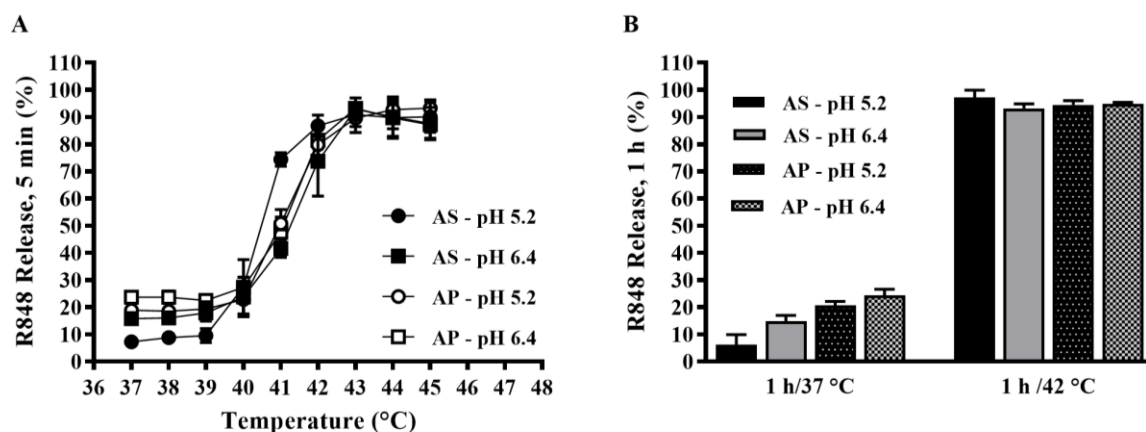 A
R848 Release, 5 min (%)
110
100
90
80
70
60
50
40
30
20
10
0
AS - pH 5.2
AS - pH 6.4
AP - pH 5.2
AP - pH 6.4
36 37 38 39 40 41 42 43 44 45 46 47 48
Temperature (°C)
B
R848 Release, 1 h (%)
110
100
90
80
70
60
50
40
30
20
10
0
AS - pH 5.2
AS - pH 6.4
AP - pH 5.2
AP - pH 6.4
1 h/37 °C 1 h /42 °C